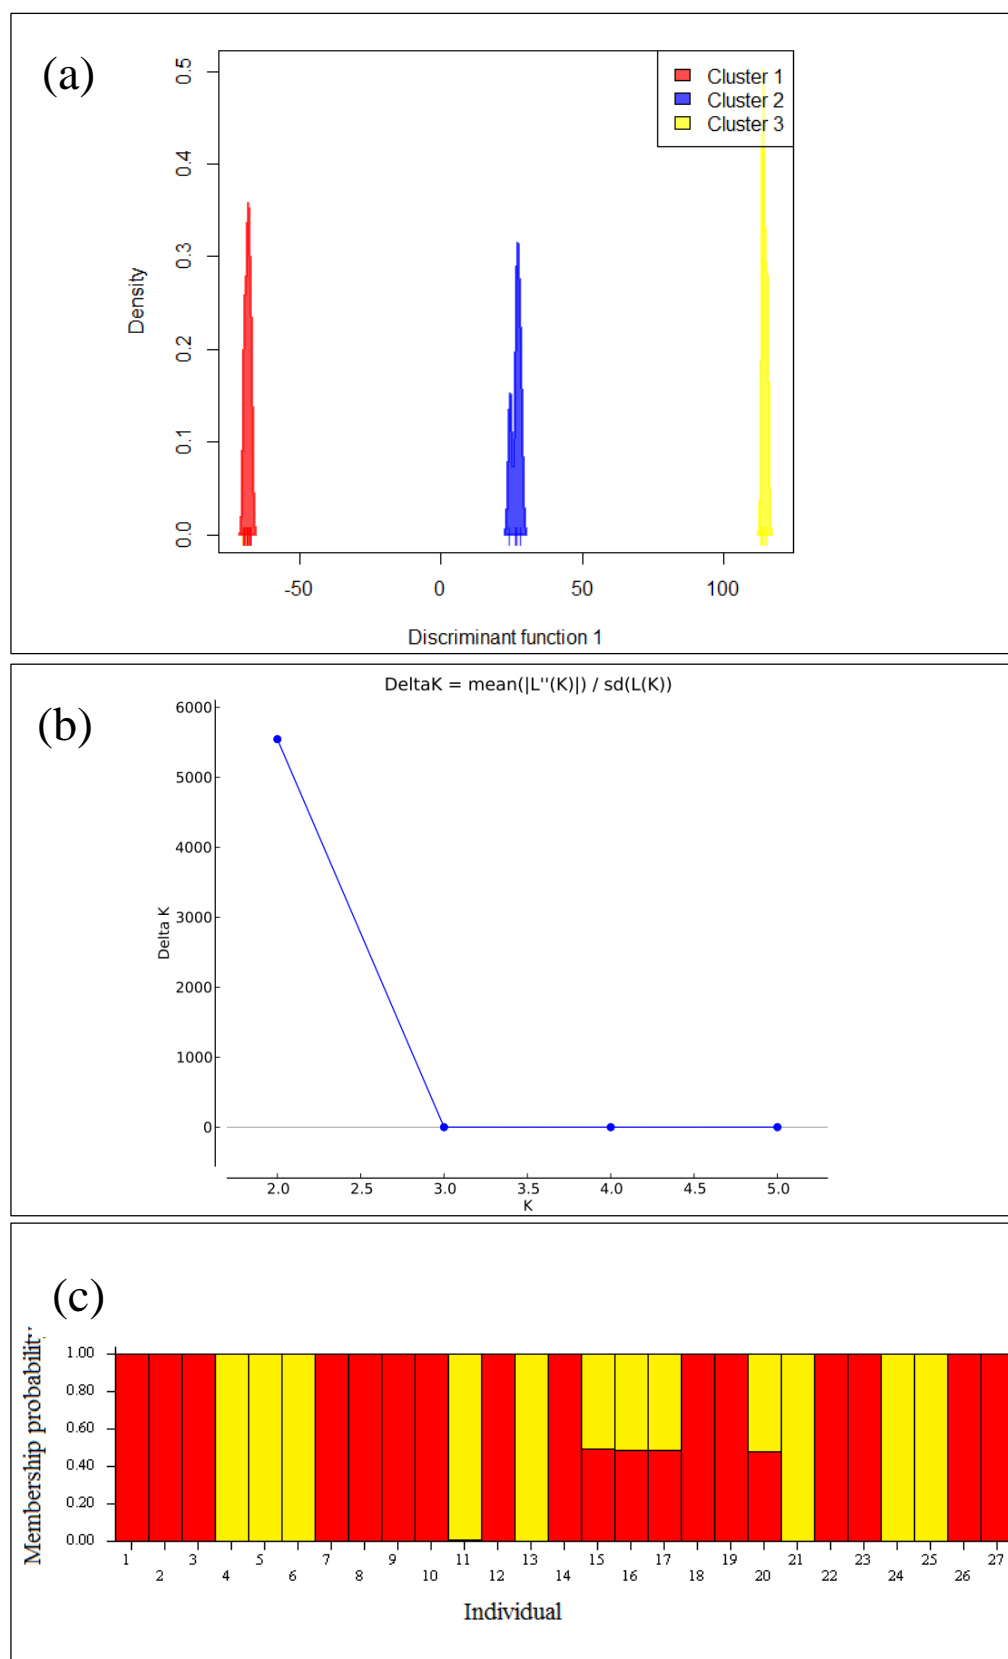 (a)
Cluster 1
Cluster 2
Cluster 3
0.5
0.4
0.3
0.2
0.1
0.0
Density
-50 0 50 100
Discriminant function 1
(b)
DeltaK = mean(|L''(K)|) / sd(L(K))
6000
5000
4000
3000
2000
1000
0
Delta K
2.0 2.5 3.0 3.5 4.0 4.5 5.0
K
(c)
Membership probability
1.00
0.80
0.60
0.40
0.20
0.00
1 3 5 7 9 11 13 15 17 19 21 23 25 27
2 4 6 8 10 12 14 16 18 20 22 24 26
Individual